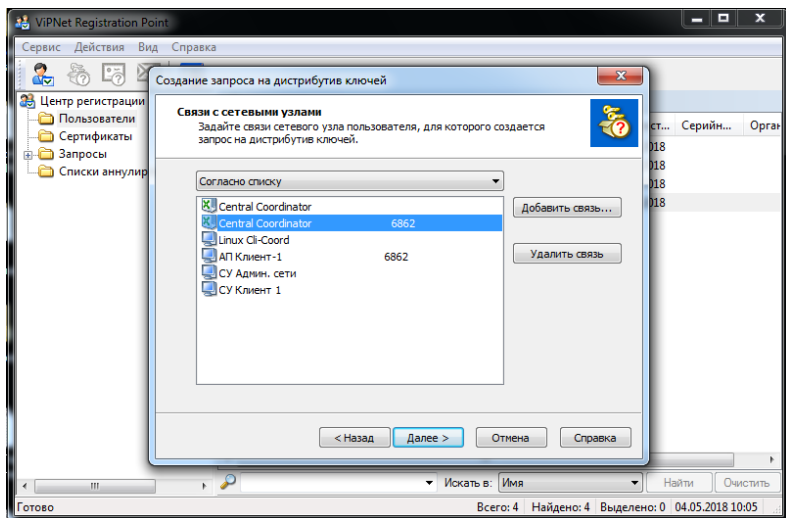 ViPNet Registration Point
Сервис Действия Вид Справка
Создание запроса на дистрибутив ключей
Центр регистрации
Пользователи
Сертификаты
Запросы
Списки аннулир
Связи с сетевыми узлами
Задайте связи сетевого узла пользователя, для которого создается
запрос на дистрибутив ключей.
ст... Серийн... Орган
018
018
018
018
Согласно списку
Central Coordinator
Central Coordinator 6862
Linux Cli-Coord
АП Клиент-1 6862
СУ Админ. сети
СУ Клиент 1
Добавить связь...
Удалить связь
< Назад Далее > Отмена Справка
Искать в: Имя Найти Очистить
Готово Всего: 4 Найдено: 4 Выделено: 0 04.05.2018 10:05